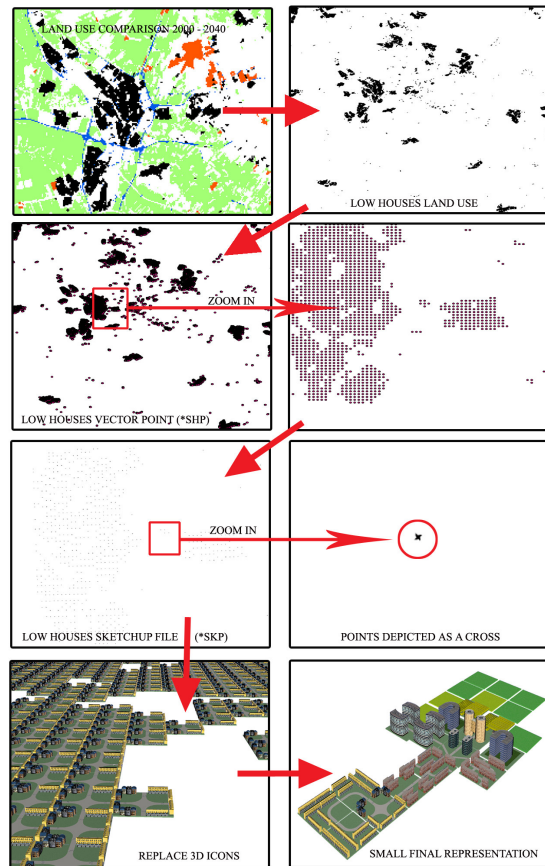 LAND USE COMPARISON 2000 - 2040
LOW HOUSES LAND USE
ZOOM IN
LOW HOUSES VECTOR POINT (*SHP)
ZOOM IN
LOW HOUSES SKETCHUP FILE (*SKP)
POINTS DEPICTED AS A CROSS
REPLACE 3D ICONS
SMALL FINAL REPRESENTATION